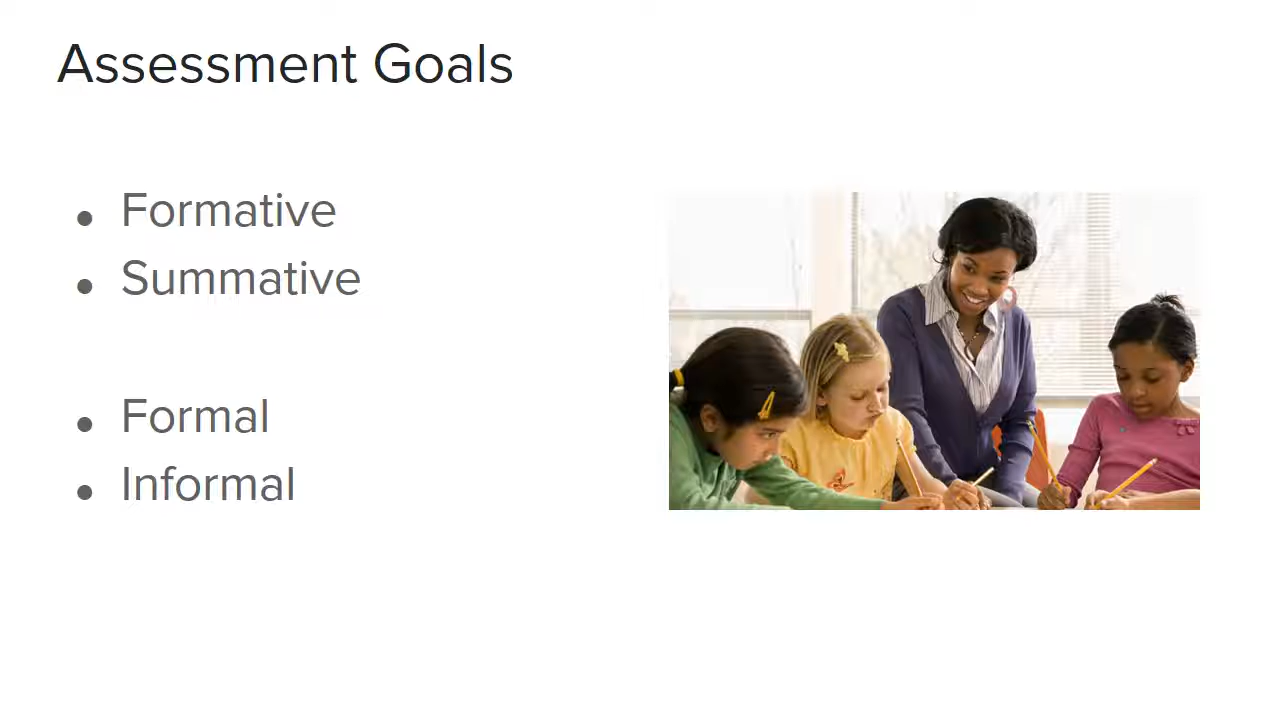 Assessment Goals
Formative
Summative
Formal
Informal